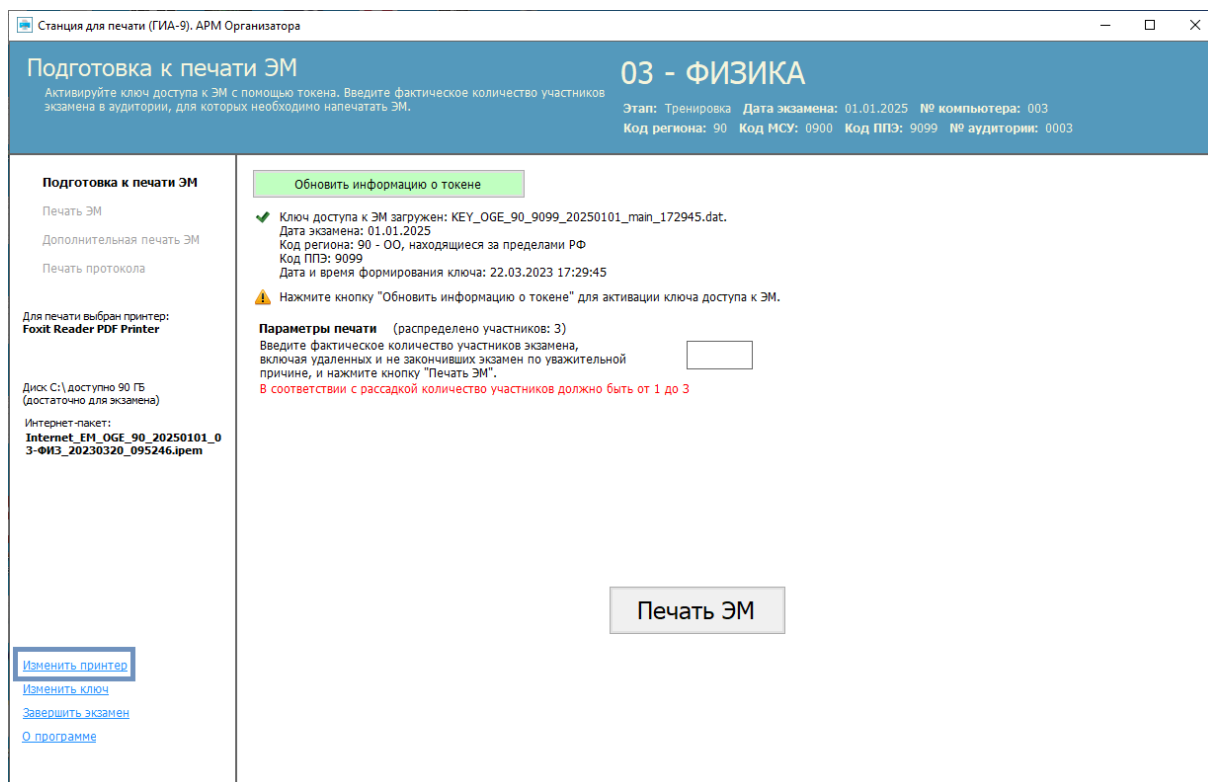 Станция для печати (ГИА-9). АРМ Организатора
Подготовка к печати ЭМ
Активируйте ключ доступа к ЭМ с помощью токена. Введите фактическое количество участников
экзамена в аудитории, для которых необходимо напечатать ЭМ.
03 - ФИЗИКА
Этап: Тренировка Дата экзамена: 01.01.2025 № компьютера: 003
Код региона: 90 Код МСУ: 0900 Код ППЭ: 9099 № аудитории: 0003
Подготовка к печати ЭМ
Печать ЭМ
Дополнительная печать ЭМ
Печать протокола
Для печати выбран принтер:
Foxit Reader PDF Printer
Диск C:\ доступно 90 ГБ
(достаточно для экзамена)
Интернет-пакет:
Internet_EM_OGE_90_20250101_0
3-ФИЗ_20230320_095246.ipem
Изменить принтер
Изменить ключ
Завершить экзамен
О программе
Обновить информацию о токене
Ключ доступа к ЭМ загружен: KEY_OGE_90_9099_20250101_main_172945.dat.
Дата экзамена: 01.01.2025
Код региона: 90 - ОО, находящиеся за пределами РФ
Код ППЭ: 9099
Дата и время формирования ключа: 22.03.2023 17:29:45
Нажмите кнопку "Обновить информацию о токене" для активации ключа доступа к ЭМ.
Параметры печати (распределено участников: 3)
Введите фактическое количество участников экзамена,
включая удаленных и не закончивших экзамен по уважительной
причине, и нажмите кнопку "Печать ЭМ".
В соответствии с рассадкой количество участников должно быть от 1 до 3
Печать ЭМ